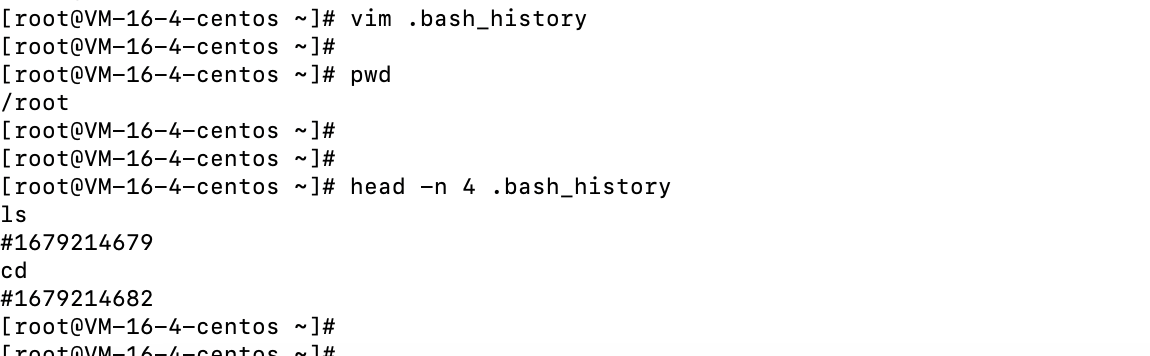 [root@VM-16-4-centos ~]# vim .bash_history
[root@VM-16-4-centos ~]#
[root@VM-16-4-centos ~]# pwd
/root
[root@VM-16-4-centos ~]#
[root@VM-16-4-centos ~]#
[root@VM-16-4-centos ~]# head -n 4 .bash_history
ls
#1679214679
cd
#1679214682
[root@VM-16-4-centos ~]#
[root@VM-16-4-centos ~]#